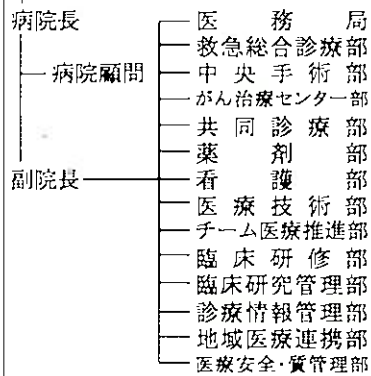 病院長
病院顧問
副院長
医務局
救急総合診療部
中央手術部
がん治療センター部
共同診療部
薬剤部
看護部
医療技術部
チーム医療推進部
臨床研修部
臨床研究管理部
診療情報管理部
地域医療連携部
医療安全・質管理部